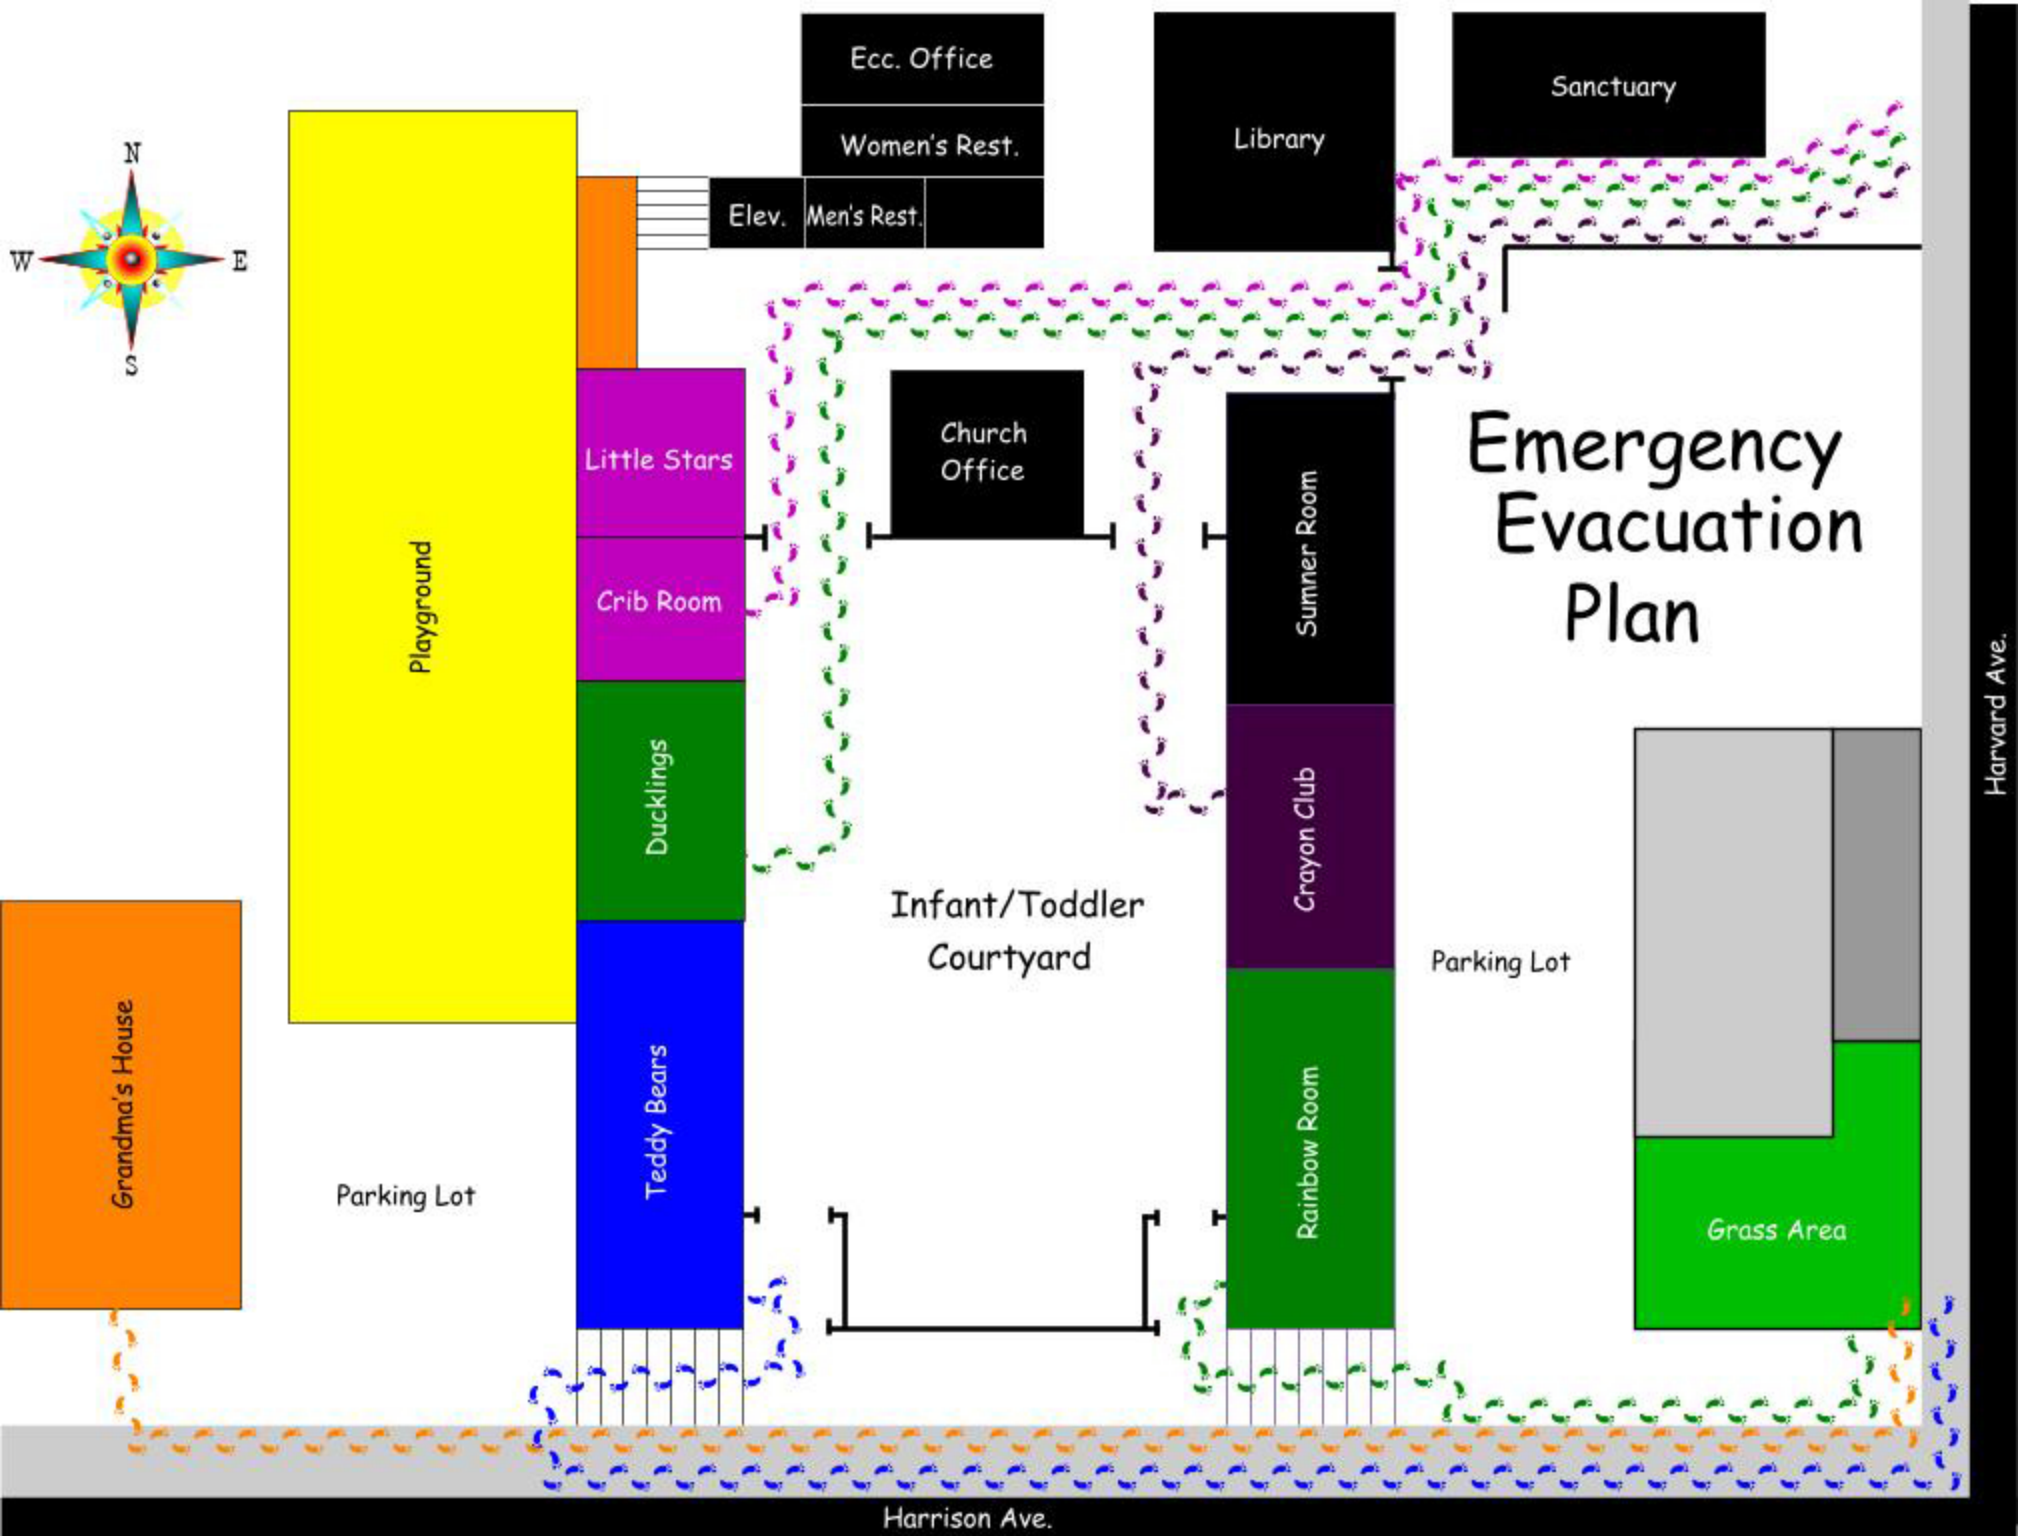 Ecc. Office
Women's Rest.
Elev.
Men's Rest.
Library
Sanctuary
N
W
E
S
Little Stars
Crib Room
Church
Office
Emergency
Evacuation
Plan
Playground
Sumner Room
Harvard Ave.
Ducklings
Crayon Club
Infant/Toddler
Courtyard
Parking Lot
Grandma's House
Teddy Bears
Rainbow Room
Parking Lot
Grass Area
Harrison Ave.